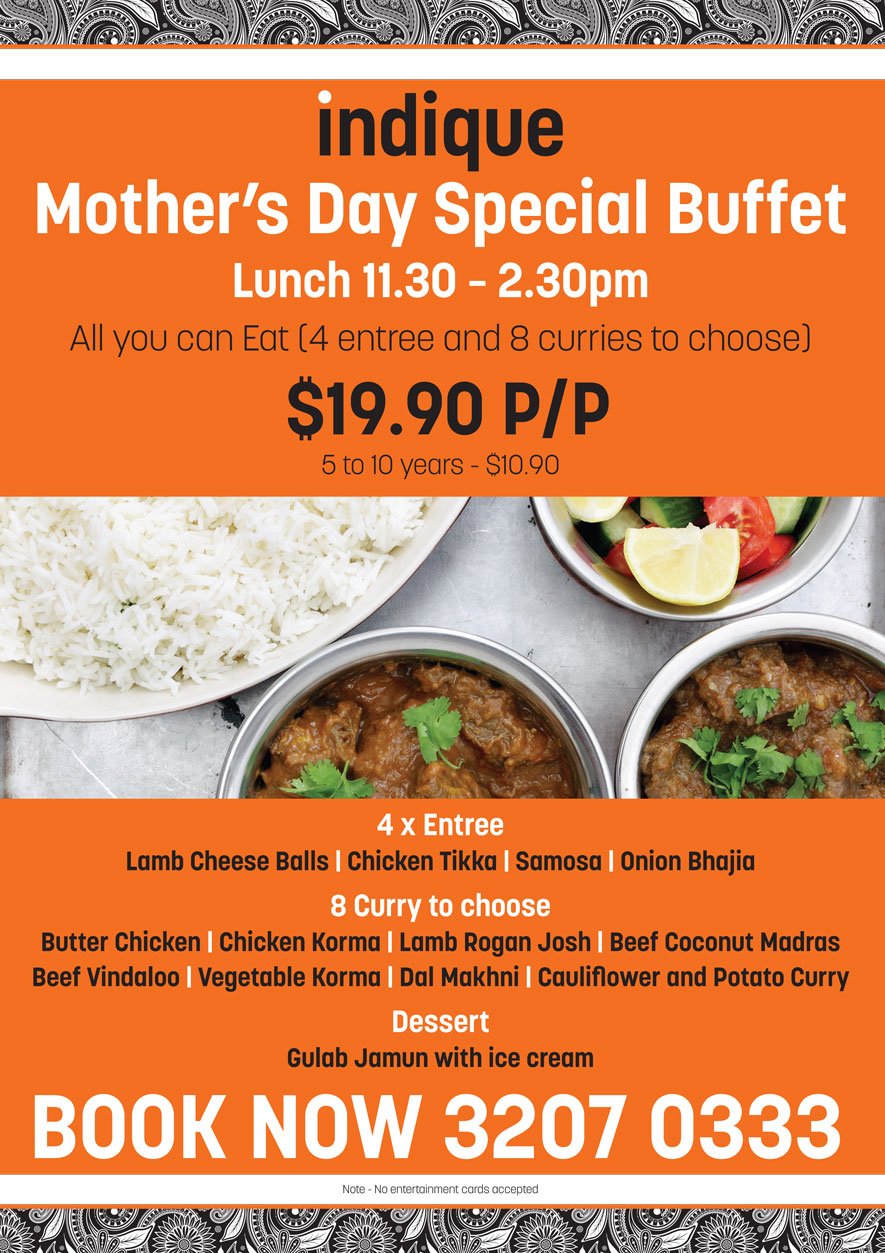 indique
Mother's Day Special Buffet
Lunch 11.30 - 2.30pm
All you can Eat (4 entree and 8 curries to choose)
$19.90 P/P
5 to 10 years - $10.90
4 x Entree
Lamb Cheese Balls | Chicken Tikka | Samosa | Onion Bhajia
8 Curry to choose
Butter Chicken | Chicken Korma | Lamb Rogan Josh | Beef Coconut Madras
Beef Vindaloo | Vegetable Korma | Dal Makhni | Cauliflower and Potato Curry
Dessert
Gulab Jamun with ice cream
BOOK NOW 3207 0333
Note - No entertainment cards accepted